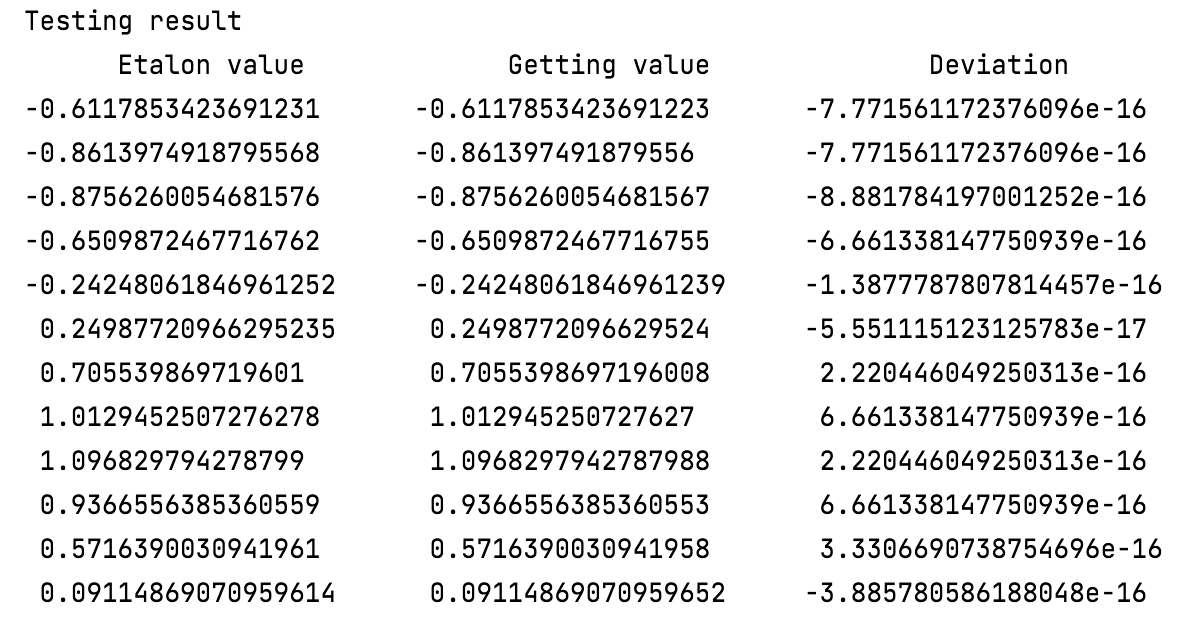 Testing result
Etalon value Getting value Deviation
-0.6117853423691231 -0.6117853423691223 -7.771561172376096e-16
-0.8613974918795568 -0.861397491879556 -7.771561172376096e-16
-0.8756260054681576 -0.8756260054681567 -8.881784197001252e-16
-0.6509872467716762 -0.6509872467716755 -6.661338147750939e-16
-0.24248061846961252 -0.24248061846961239 -1.3877787807814457e-16
0.24987720966295235 0.2498772096629524 -5.551115123125783e-17
0.705539869719601 0.7055398697196008 2.220446049250313e-16
1.0129452507276278 1.012945250727627 6.661338147750939e-16
1.096829794278799 1.0968297942787988 2.220446049250313e-16
0.9366556385360559 0.9366556385360553 6.661338147750939e-16
0.5716390030941961 0.5716390030941958 3.3306690738754696e-16
0.09114869070959614 0.09114869070959652 -3.885780586188048e-16